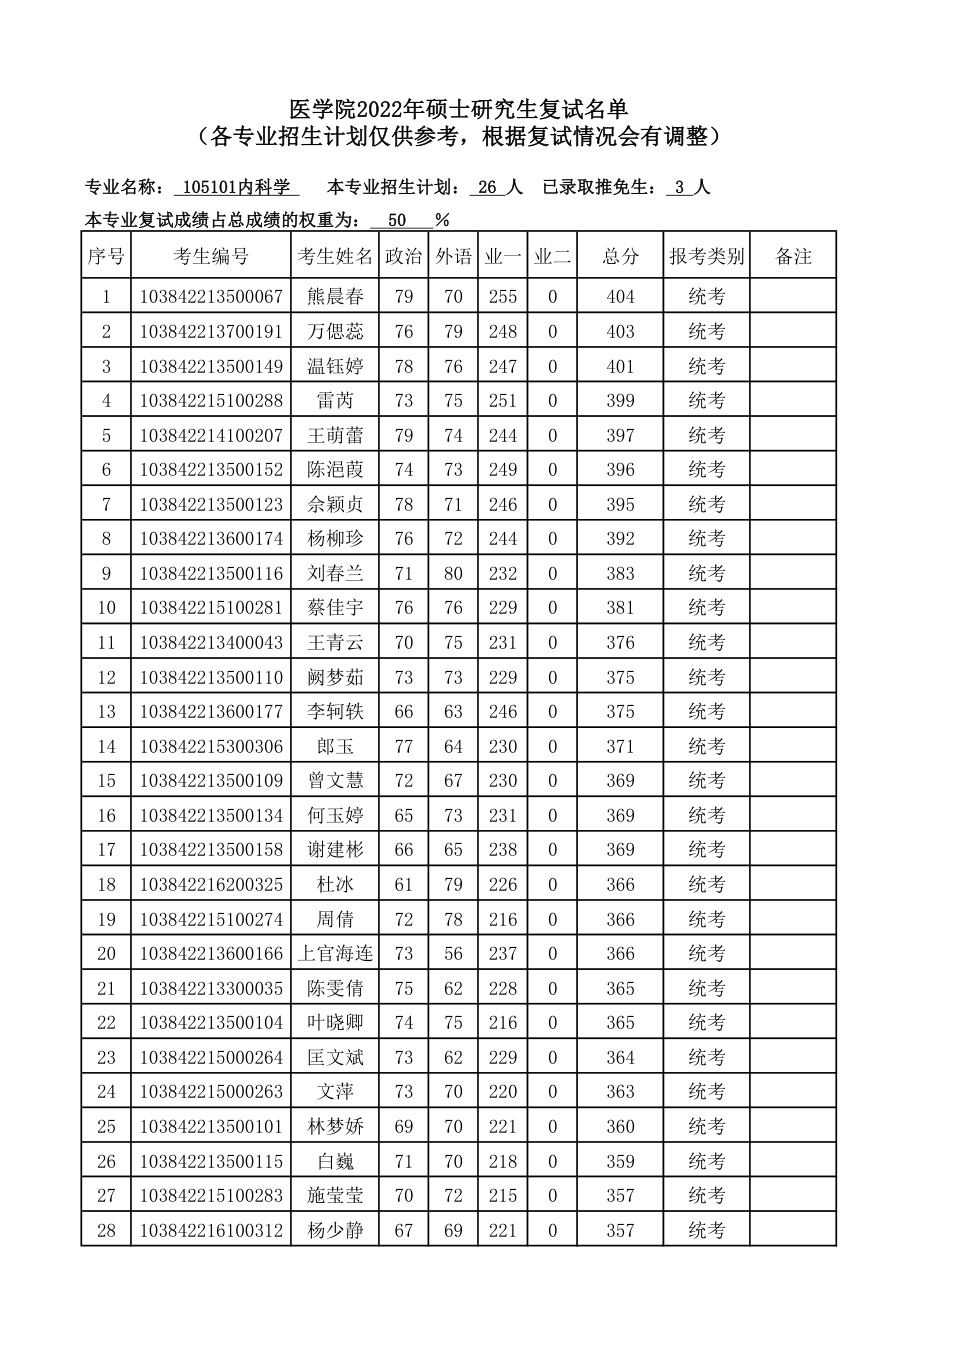 医学院2022年硕士研究生复试名单
（各专业招生计划仅供参考，根据复试情况会有调整）
专业名称： 105101内科学 本专业招生计划： 26 人 已录取推免生： 3 人
本专业复试成绩占总成绩的权重为： 50 %
序号 考生编号 考生姓名 政治 外语 业一 业二 总分 报考类别 备注
1 103842213500067 熊晨春 79 70 255 0 404 统考
2 103842213700191 万偲蕊 76 79 248 0 403 统考
3 103842213500149 温钰婷 78 76 247 0 401 统考
4 103842215100288 雷芮 73 75 251 0 399 统考
5 103842214100207 王萌蕾 79 74 244 0 397 统考
6 103842213500152 陈浥葭 74 73 249 0 396 统考
7 103842213500123 佘颖贞 78 71 246 0 395 统考
8 103842213600174 杨柳珍 76 72 244 0 392 统考
9 103842213500116 刘春兰 71 80 232 0 383 统考
10 103842215100281 蔡佳宇 76 76 229 0 381 统考
11 103842213400043 王青云 70 75 231 0 376 统考
12 103842213500110 阙梦茹 73 73 229 0 375 统考
13 103842213600177 李轲轶 66 63 246 0 375 统考
14 103842215300306 郎玉 77 64 230 0 371 统考
15 103842213500109 曾文慧 72 67 230 0 369 统考
16 103842213500134 何玉婷 65 73 231 0 369 统考
17 103842213500158 谢建彬 66 65 238 0 369 统考
18 103842216200325 杜冰 61 79 226 0 366 统考
19 103842215100274 周倩 72 78 216 0 366 统考
20 103842213600166 上官海连 73 56 237 0 366 统考
21 103842213300035 陈雯倩 75 62 228 0 365 统考
22 103842213500104 叶晓卿 74 75 216 0 365 统考
23 103842215000264 匡文斌 73 62 229 0 364 统考
24 103842215000263 文萍 73 70 220 0 363 统考
25 103842213500101 林梦娇 69 70 221 0 360 统考
26 103842213500115 白巍 71 70 218 0 359 统考
27 103842215100283 施莹莹 70 72 215 0 357 统考
28 103842216100312 杨少静 67 69 221 0 357 统考